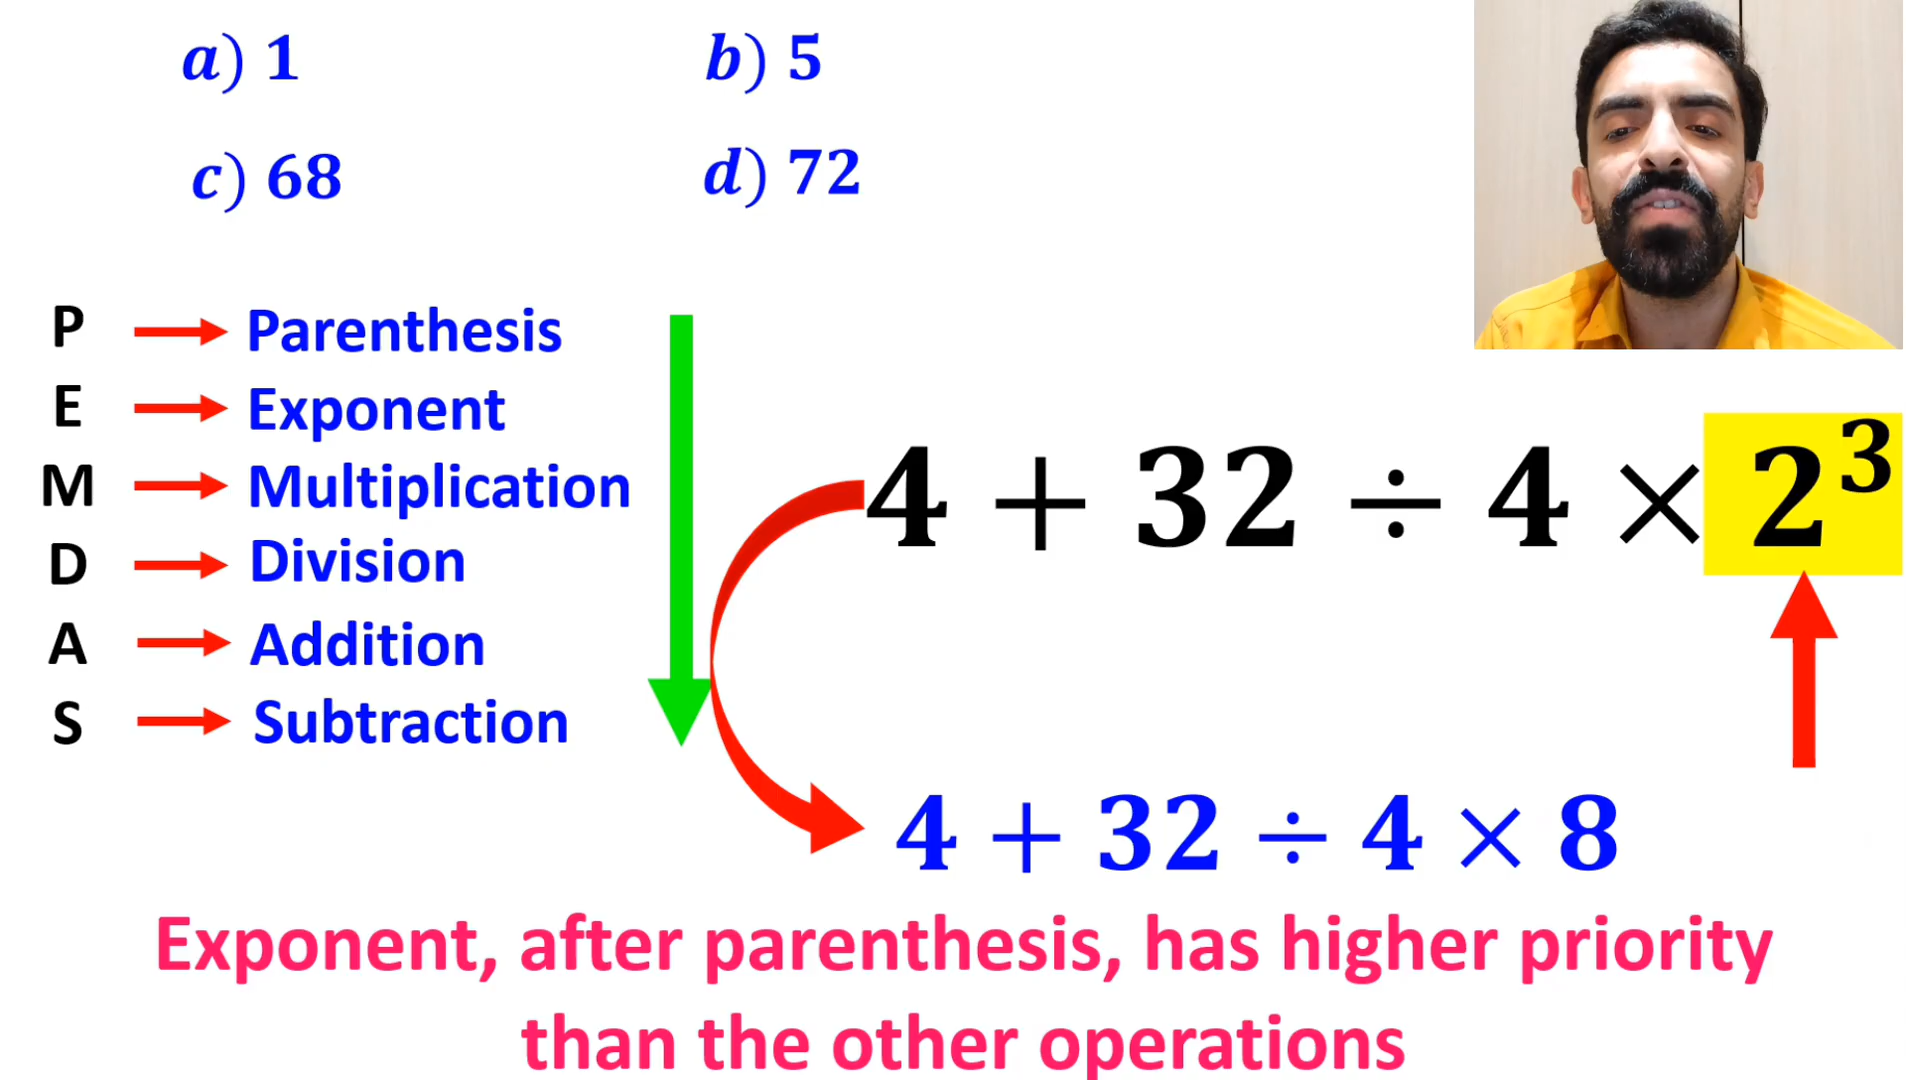 a) 1
b) 5
c) 68
d) 72
P → Parenthesis
E → Exponent
M → Multiplication
D → Division
A → Addition
S → Subtraction
4 + 32 ÷ 4 × 2³
4 + 32 ÷ 4 × 8
Exponent, after parenthesis, has higher priority
than the other operations